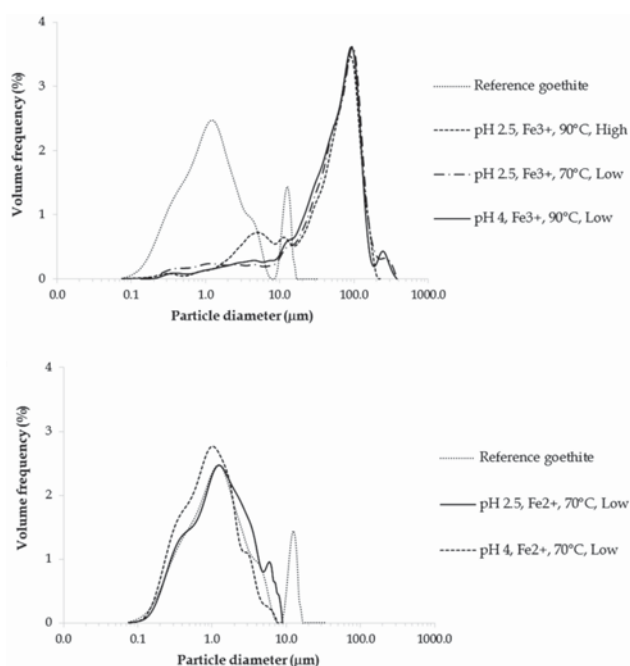 4
3
2
1
0
Volume frequency (%)
0.0 0.1 1.0 10.0 100.0 1000.0
Particle diameter (μm)
Reference goethite
pH 2.5, Fe3+, 90°C, High
pH 2.5, Fe3+, 70°C, Low
pH 4, Fe3+, 90°C, Low
4
3
2
1
0
Volume frequency (%)
0.0 0.1 1.0 10.0 100.0 1000.0
Particle diameter (μm)
Reference goethite
pH 2.5, Fe2+, 70°C, Low
pH 4, Fe2+, 70°C, Low